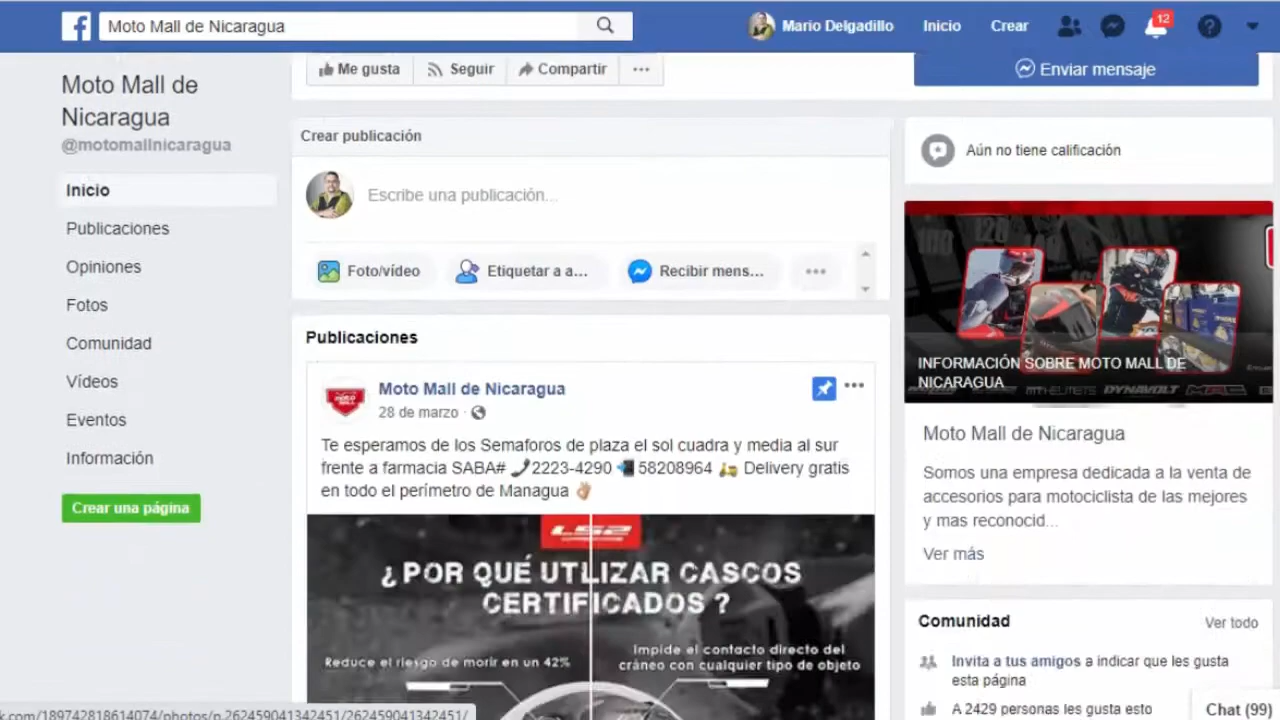 Moto Mall de Nicaragua
Mario Delgadillo
Inicio
Crear
12
Moto Mall de
Nicaragua
@motomallnicaragua
Inicio
Publicaciones
Opiniones
Fotos
Comunidad
Vídeos
Eventos
Información
Crear una página
Me gusta
Seguir
Compartir
Enviar mensaje
Crear publicación
Escribe una publicación...
Foto/vídeo
Etiquetar a a...
Recibir mens...
Publicaciones
Moto Mall de Nicaragua
28 de marzo
Te esperamos de los Semaforos de plaza el sol cuadra y media al sur
frente a farmacia SABA# 2223-4290 58208964 Delivery gratis
en todo el perímetro de Managua
LS2
¿POR QUÉ UTLIZAR CASCOS
CERTIFICADOS ?
Reduce el riesgo de morir en un 42%
Impide el contacto directo del
cráneo con cualquier tipo de objeto
Aún no tiene calificación
INFORMACIÓN SOBRE MOTO MALL DE
NICARAGUA
MT HELMETS DYNAVOLT
Moto Mall de Nicaragua
Somos una empresa dedicada a la venta de
accesorios para motociclista de las mejores
y mas reconocid...
Ver más
Comunidad
Ver todo
Invita a tus amigos a indicar que les gusta
esta página
A 2429 personas les gusta esto
Chat (99)
k.com/189742818614074/photos/p.262459041342451/262459041342451/